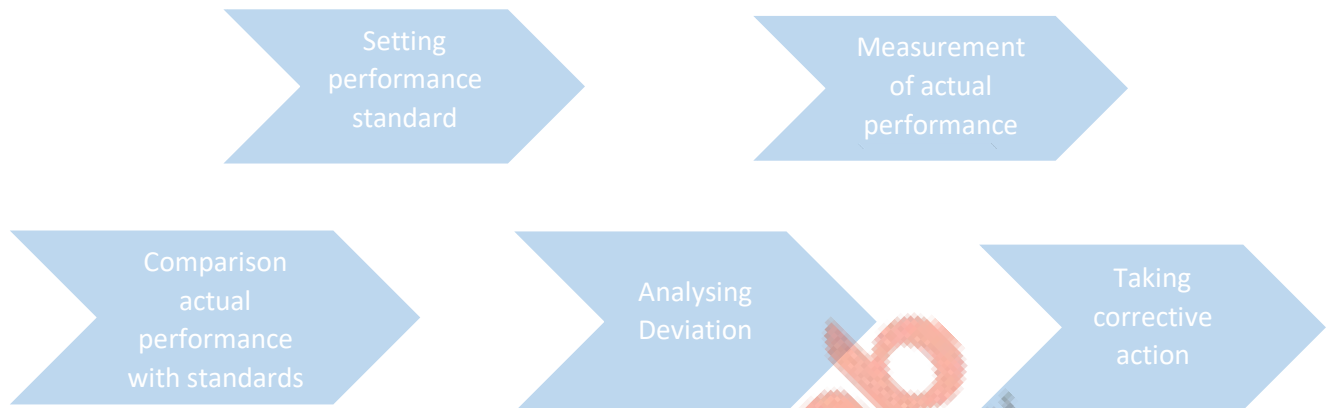 Setting
performance
standard
Measurement
of actual
performance
Comparison
actual
performance
with standards
Analysing
Deviation
Taking
corrective
action